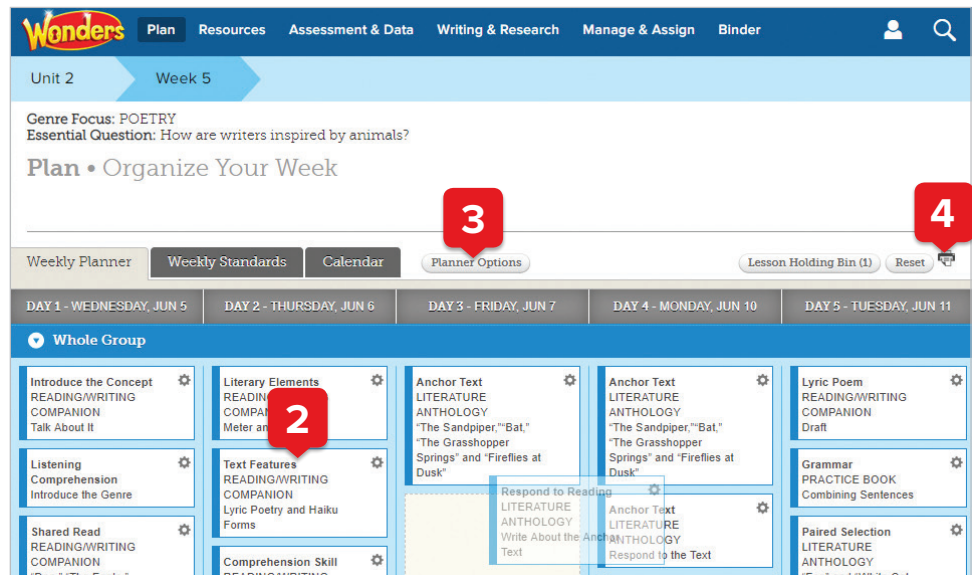 Wonders Plan Resources Assessment & Data Writing & Research Manage & Assign Binder
Unit 2 Week 5
Genre Focus: POETRY
Essential Question: How are writers inspired by animals?
Plan • Organize Your Week
3
4
Weekly Planner Weekly Standards Calendar Planner Options Lesson Holding Bin (1) Reset
DAY 1 - WEDNESDAY, JUN 5 DAY 2 - THURSDAY, JUN 6 DAY 3 - FRIDAY, JUN 7 DAY 4 - MONDAY, JUN 10 DAY 5 - TUESDAY, JUN 11
Whole Group
Introduce the Concept
READING/WRITING
COMPANION
Talk About It
Listening
Comprehension
Introduce the Genre
Shared Read
READING/WRITING
COMPANION
Literary Elements
Meter
2
Text Features
READING/WRITING
COMPANION
Lyric Poetry and Haiku
Forms
Comprehension Skill
READING/WRITING
Anchor Text
LITERATURE
ANTHOLOGY
"The Sandpiper,""Bat,"
"The Grasshopper
Springs" and "Fireflies at
Dusk"
Respond to Reading
LITERATURE
ANTHOLOGY
Write About the Anchor
Text
Anchor Text
LITERATURE
ANTHOLOGY
"The Sandpiper,""Bat,"
"The Grasshopper
Springs" and "Fireflies at
Dusk"
Anchor Text
LITERATURE
ANTHOLOGY
Respond to the Text
Lyric Poem
READING/WRITING
COMPANION
Draft
Grammar
PRACTICE BOOK
Combining Sentences
Paired Selection
LITERATURE
ANTHOLOGY